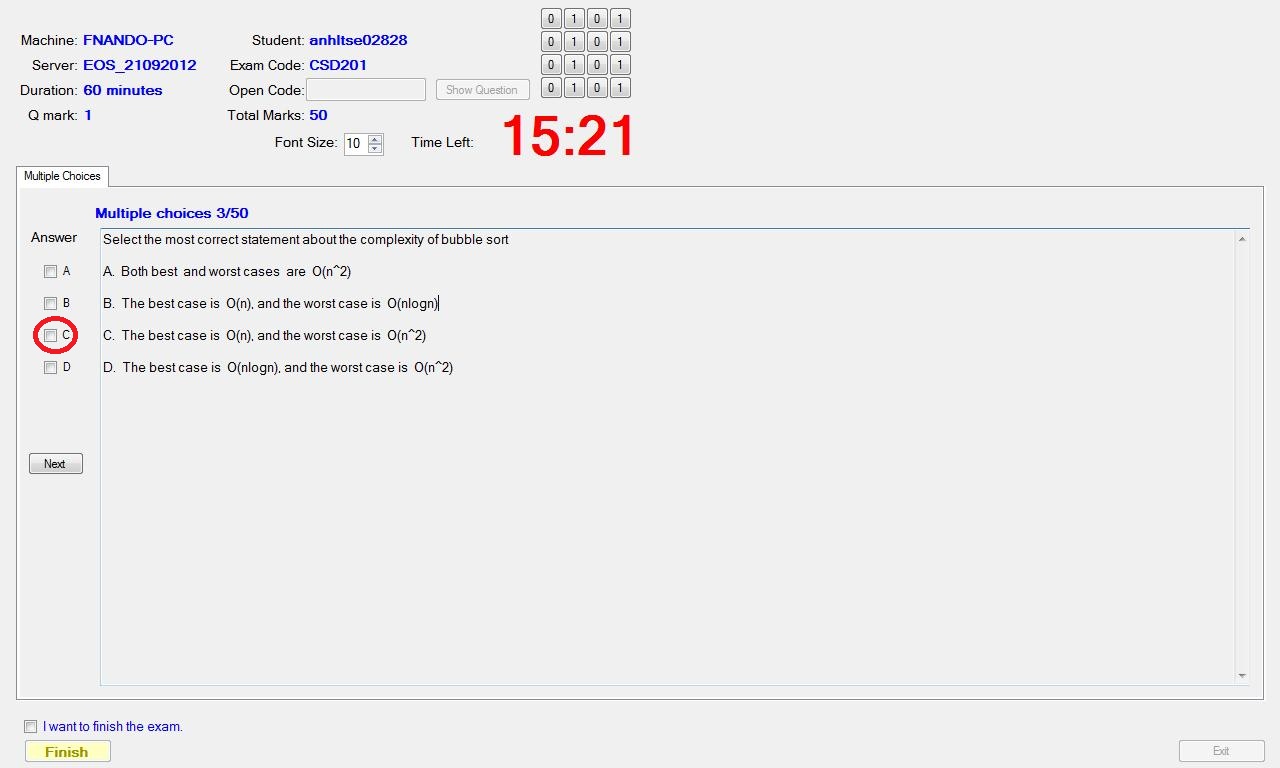 Machine: FNANDO-PC Student: anhltse02828
Server: EOS_21092012 Exam Code: CSD201
Duration: 60 minutes Open Code: Show Question
Q mark: 1 Total Marks: 50
0 1 0 1
0 1 0 1
0 1 0 1
0 1 0 1
Font Size: 10 Time Left: 15:21
Multiple Choices
Multiple choices 3/50
Answer
Select the most correct statement about the complexity of bubble sort
A A. Both best and worst cases are O(n^2)
B B. The best case is O(n), and the worst case is O(nlogn)
C C. The best case is O(n), and the worst case is O(n^2)
D D. The best case is O(nlogn), and the worst case is O(n^2)
Next
I want to finish the exam.
Finish
Exit